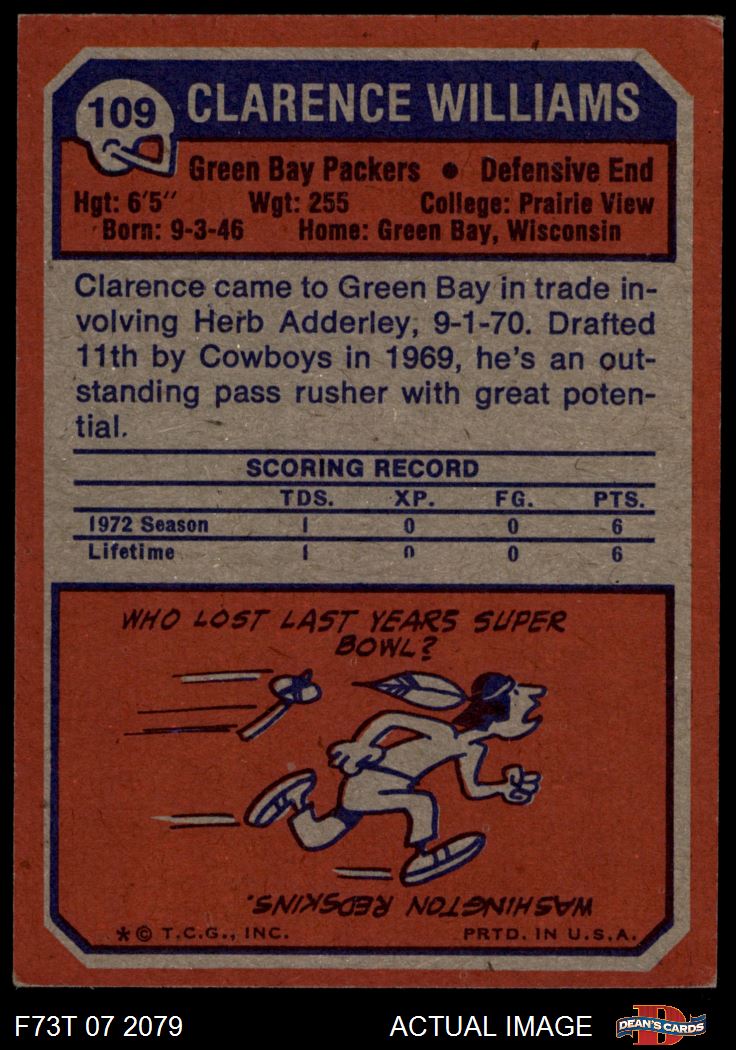 109 CLARENCE WILLIAMS
Green Bay Packers ● Defensive End
Hgt: 6'5" Wgt: 255 College: Prairie View
Born: 9-3-46 Home: Green Bay, Wisconsin
Clarence came to Green Bay in trade in-
volving Herb Adderley, 9-1-70. Drafted
11th by Cowboys in 1969, he's an out-
standing pass rusher with great poten-
tial.
SCORING RECORD
TDS. XP. FG. PTS.
1972 Season 1 0 0 6
Lifetime 1 0 0 6
WHO LOST LAST YEARS SUPER
BOWL?
WASHINGTON REDSKINS.
* © T.C.G., INC. PRTD. IN U.S.A.
F73T 07 2079 ACTUAL IMAGE DEAN'S CARDS